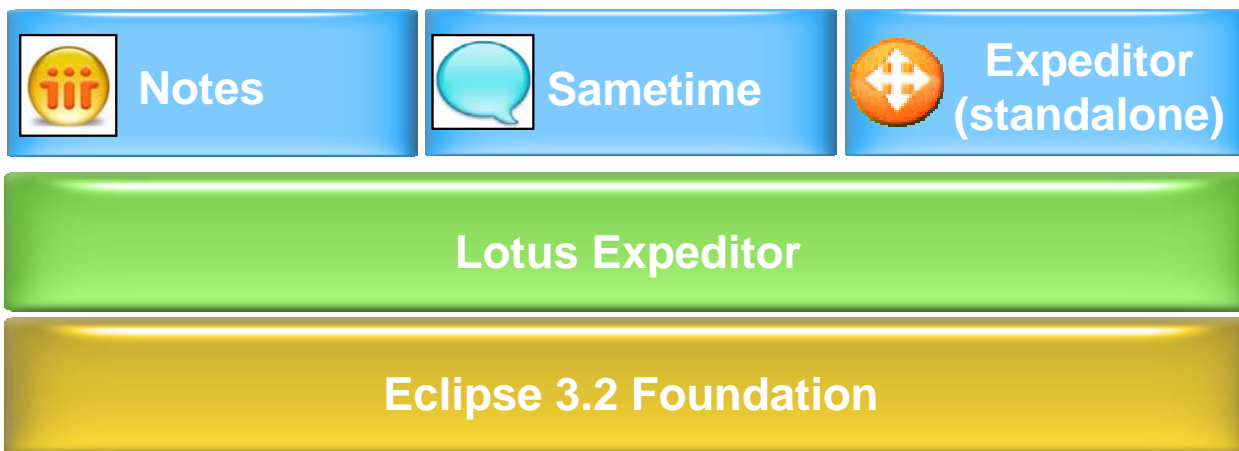 Notes
Sametime
Expeditor
(standalone)
Lotus Expeditor
Eclipse 3.2 Foundation